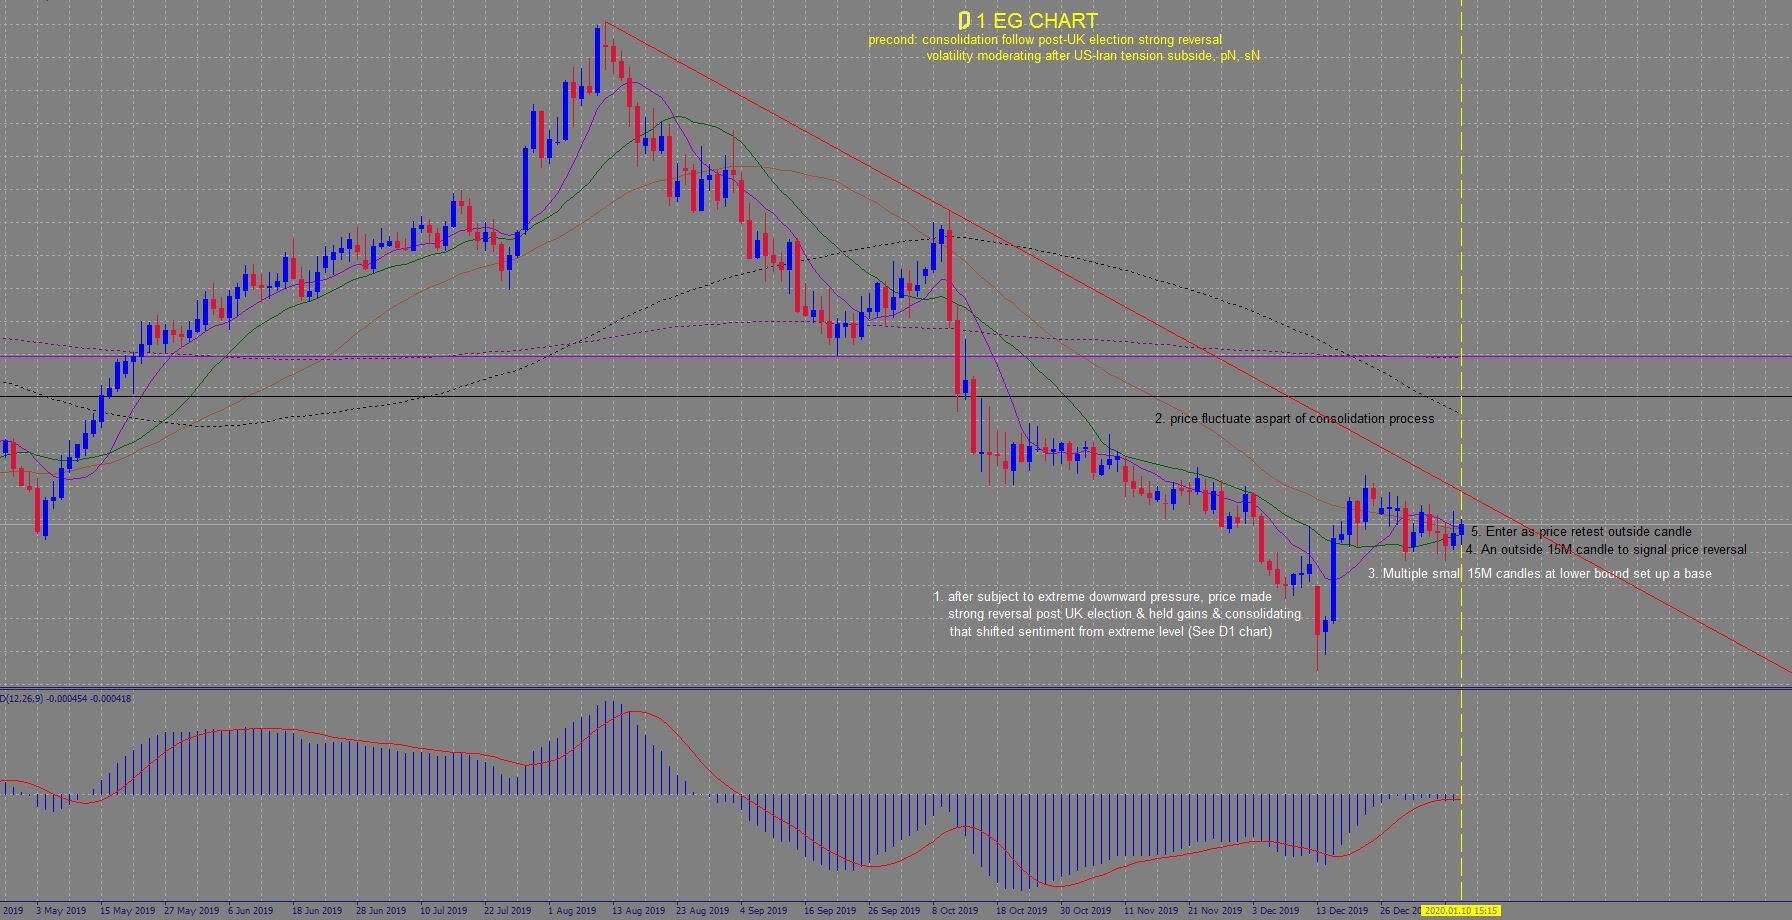 D 1 EG CHART
precond: consolidation follow post-UK election strong reversal
volatility moderating after US-Iran tension subside, pN, sN
2. price fluctuate aspart of consolidation process
5. Enter as price retest outside candle
4. An outside 15M candle to signal price reversal
3. Multiple smal 15M candles at lower bound set up a base
1. after subject to extreme downward pressure, price made
strong reversal post UK election & held gains & consolidating
that shifted sentiment from extreme level (See D1 chart)
D(12,26,9) -0.000454 -0.000418
2019 3 May 2019 15 May 2019 27 May 2019 6 Jun 2019 18 Jun 2019 28 Jun 2019 10 Jul 2019 22 Jul 2019 1 Aug 2019 13 Aug 2019 23 Aug 2019 4 Sep 2019 16 Sep 2019 26 Sep 2019 8 Oct 2019 18 Oct 2019 30 Oct 2019 11 Nov 2019 21 Nov 2019 3 Dec 2019 13 Dec 2019 26 Dec 2020.01.10 15:15